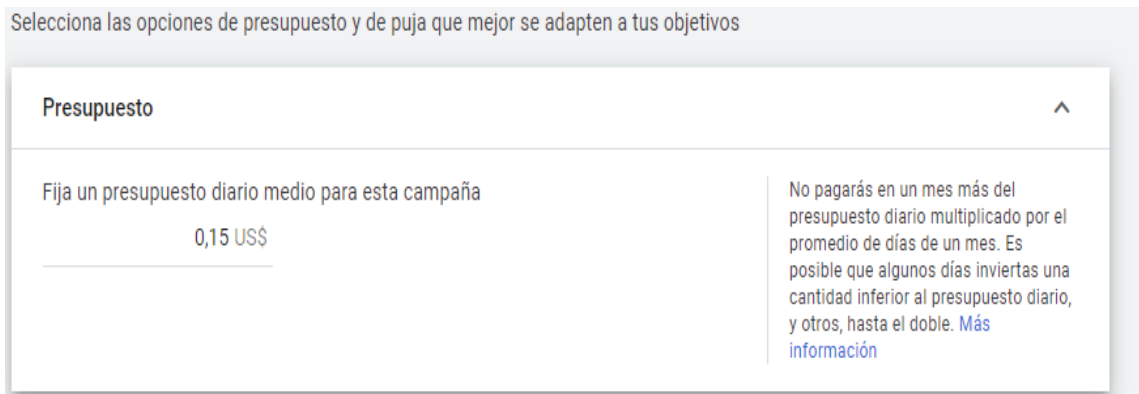 Selecciona las opciones de presupuesto y de puja que mejor se adapten a tus objetivos
Presupuesto
Fija un presupuesto diario medio para esta campaña
0,15 US$
No pagarás en un mes más del
presupuesto diario multiplicado por el
promedio de días de un mes. Es
posible que algunos días inviertas una
cantidad inferior al presupuesto diario,
y otros, hasta el doble. Más
información